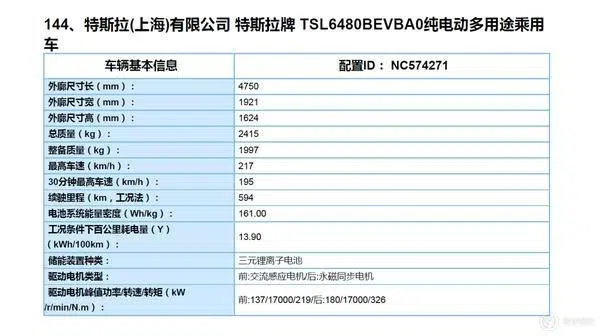 144、特斯拉(上海)有限公司 特斯拉牌 TSL6480BEVBA0纯电动多用途乘用
车
车辆基本信息 配置ID： NC574271
外廓尺寸长（mm）： 4750
外廓尺寸宽（mm）： 1921
外廓尺寸高（mm）： 1624
总质量（kg）： 2415
整备质量（kg）： 1997
最高车速（km/h）： 217
30分钟最高车速（km/h）： 195
续驶里程（km，工况法）： 594
电池系统能量密度（Wh/kg）： 161.00
工况条件下百公里耗电量（Y）
（kWh/100km）： 13.90
储能装置种类： 三元锂离子电池
驱动电机类型： 前:交流感应电机/后:永磁同步电机
驱动电机峰值功率/转速/转矩（kW
/r/min/N.m）： 前:137/17000/219/后:180/17000/326